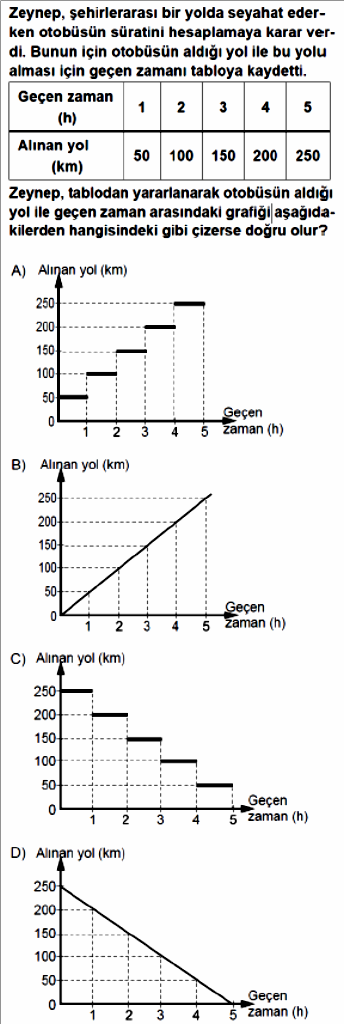 Zeynep, şehirlerarası bir yolda seyahat eder-
ken otobüsün süratini hesaplamaya karar ver-
di. Bunun için otobüsün aldığı yol ile bu yolu
alması için geçen zamanı tabloya kaydetti.
Geçen zaman (h) 1 2 3 4 5
Alınan yol (km) 50 100 150 200 250
Zeynep, tablodan yararlanarak otobüsün aldığı
yol ile geçen zaman arasındaki grafiği aşağıda-
kilerden hangisindeki gibi çizerse doğru olur?
A) Alınan yol (km)
250
200
150
100
50
0
1 2 3 4 5
Geçen
zaman (h)
B) Alınan yol (km)
250
200
150
100
50
0
1 2 3 4 5
Geçen
zaman (h)
C) Alınan yol (km)
250
200
150
100
50
0
1 2 3 4 5
Geçen
zaman (h)
D) Alınan yol (km)
250
200
150
100
50
0
1 2 3 4 5
Geçen
zaman (h)